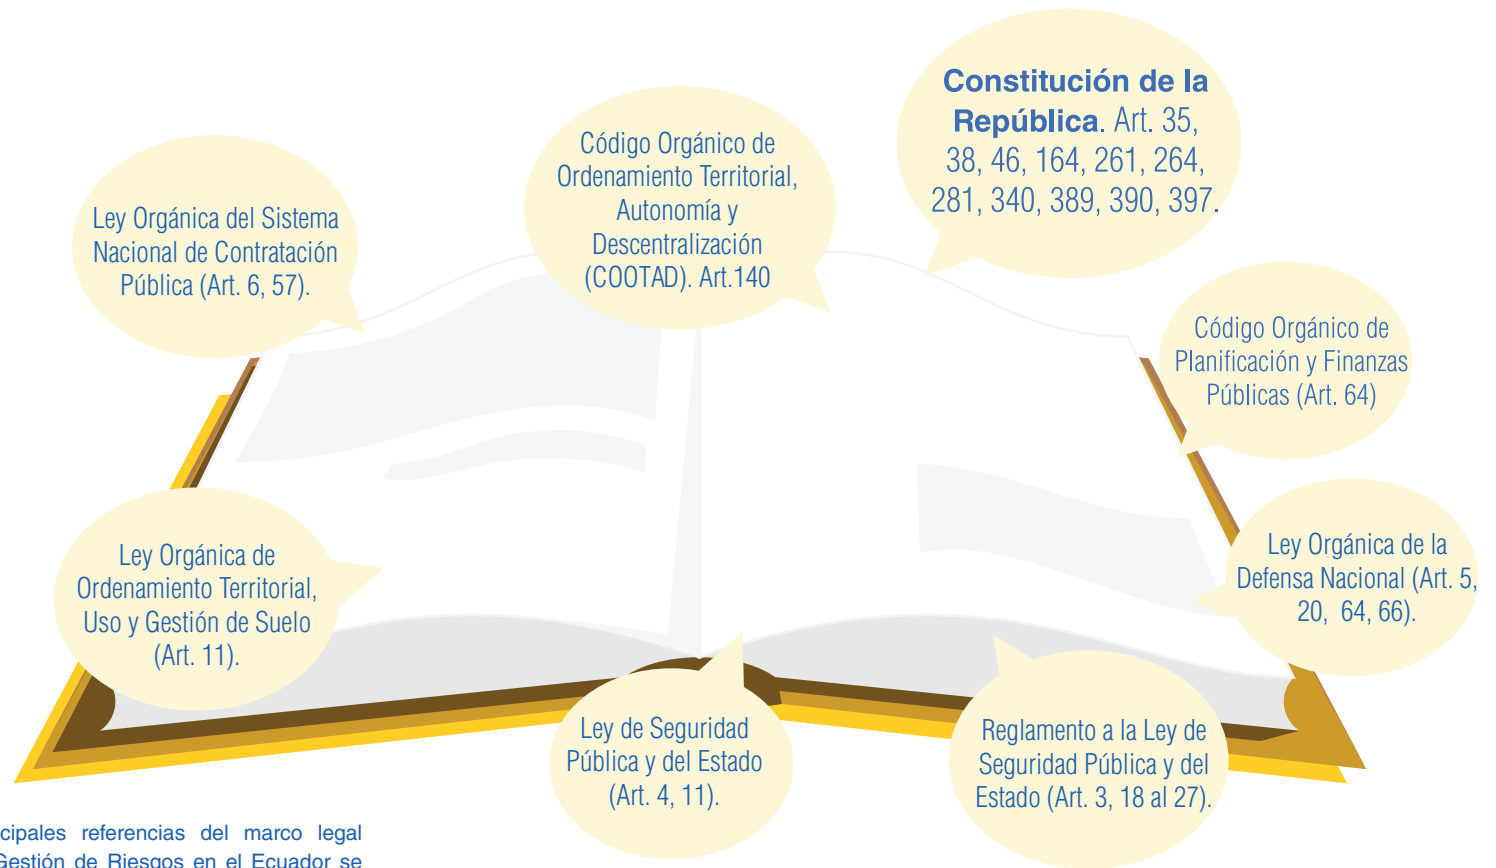 Constitución de la
República. Art. 35,
38, 46, 164, 261, 264,
281, 340, 389, 390, 397.
Código Orgánico de
Ordenamiento Territorial,
Autonomía y
Descentralización
(COOTAD). Art.140
Ley Orgánica del Sistema
Nacional de Contratación
Pública (Art. 6, 57).
Código Orgánico de
Planificación y Finanzas
Públicas (Art. 64)
Ley Orgánica de la
Defensa Nacional (Art. 5,
20, 64, 66).
Ley Orgánica de
Ordenamiento Territorial,
Uso y Gestión de Suelo
(Art. 11).
Ley de Seguridad
Pública y del Estado
(Art. 4, 11).
Reglamento a la Ley de
Seguridad Pública y del
Estado (Art. 3, 18 al 27).
cipales referencias del marco legal
Gestión de Riesgos en el Ecuador se